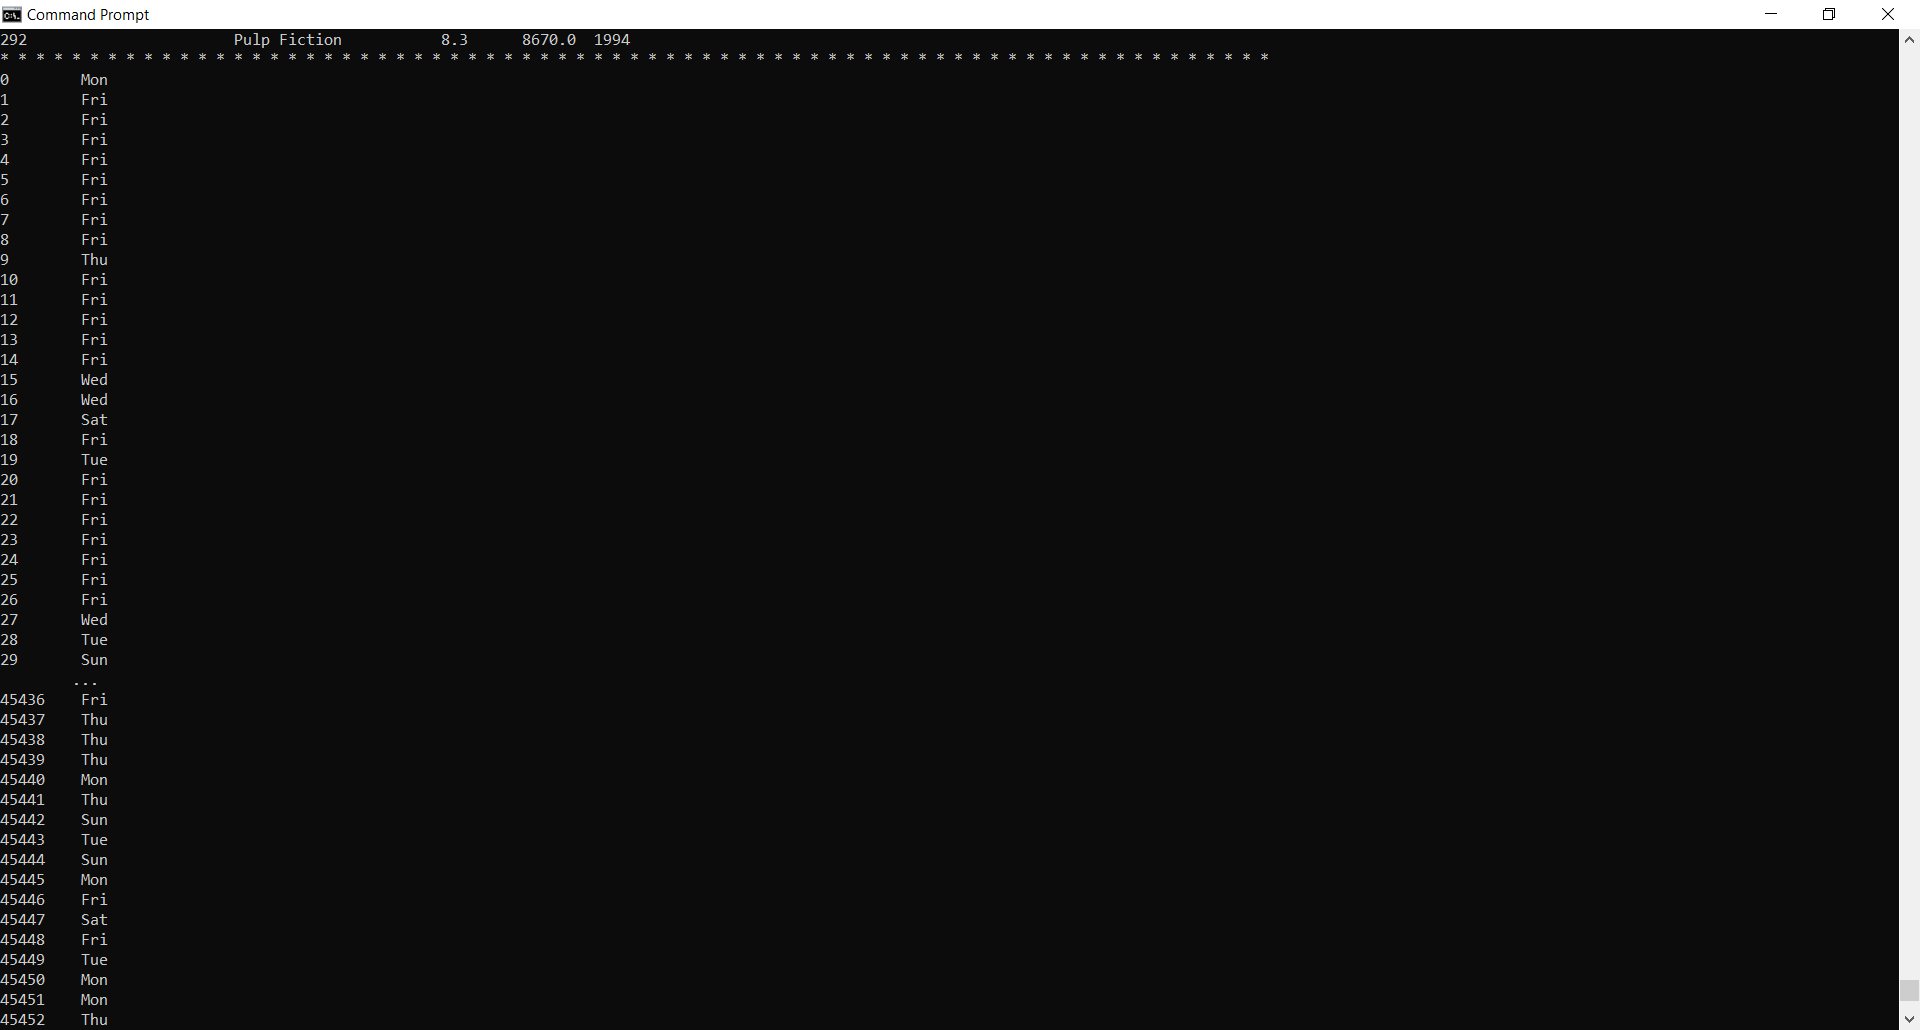 Command Prompt
292                       Pulp Fiction           8.3      8670.0  1994
* * * * * * * * * * * * * * * * * * * * * * * * * * * * * * * * * * * * * * * * * * * * * * * * * * * * * * * * * * * * * * * * * * * * * * *
0        Mon
1        Fri
2        Fri
3        Fri
4        Fri
5        Fri
6        Fri
7        Fri
8        Fri
9        Thu
10       Fri
11       Fri
12       Fri
13       Fri
14       Fri
15       Wed
16       Wed
17       Sat
18       Fri
19       Tue
20       Fri
21       Fri
22       Fri
23       Fri
24       Fri
25       Fri
26       Fri
27       Wed
28       Tue
29       Sun
        ...
45436    Fri
45437    Thu
45438    Thu
45439    Thu
45440    Mon
45441    Thu
45442    Sun
45443    Tue
45444    Sun
45445    Mon
45446    Fri
45447    Sat
45448    Fri
45449    Tue
45450    Mon
45451    Mon
45452    Thu